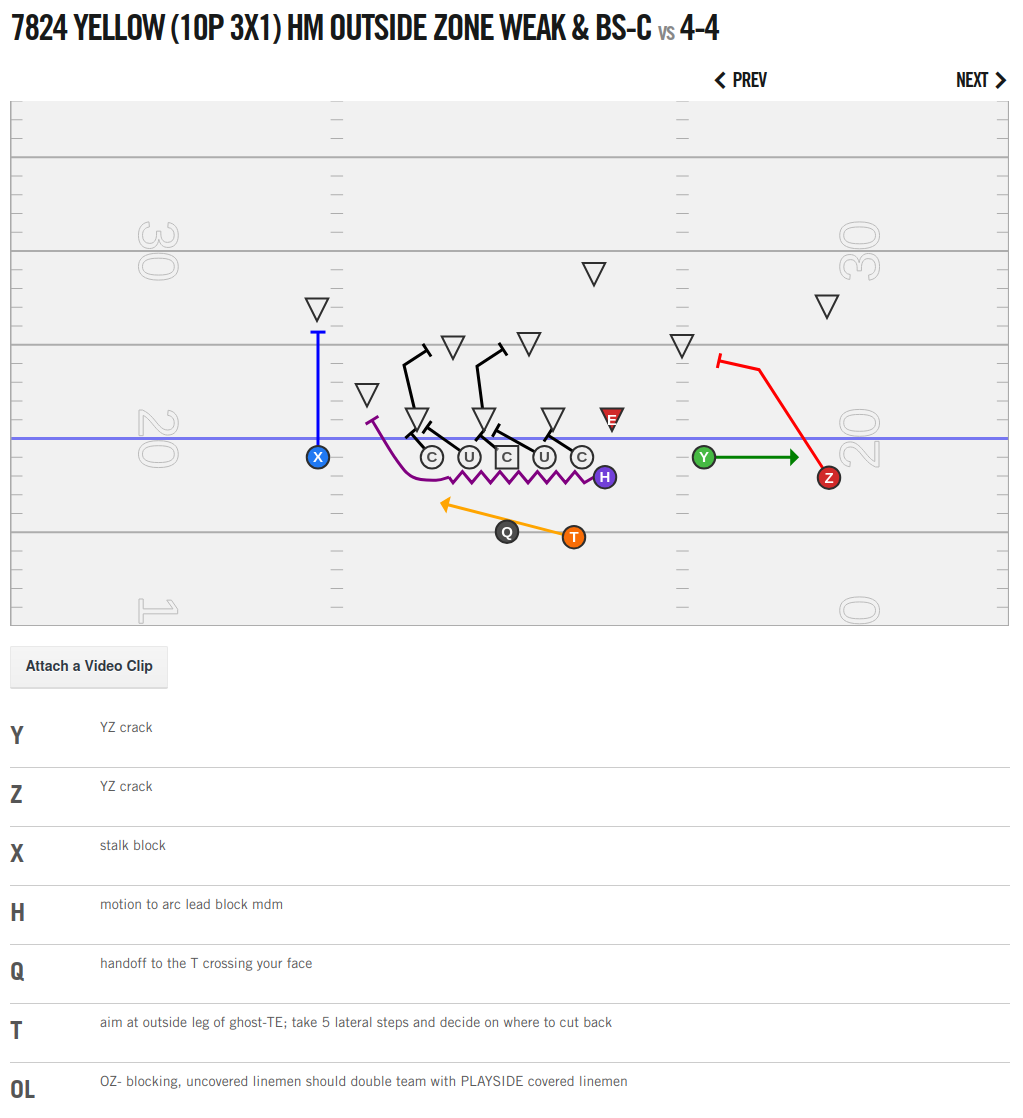 7824 YELLOW (10P 3X1) HM OUTSIDE ZONE WEAK & BS-C vs 4-4
PREV NEXT
30 30
20 20
E
X C U C U C H Y Z
Q T
1 0
Attach a Video Clip
Y YZ crack
Z YZ crack
X stalk block
H motion to arc lead block mdm
Q handoff to the T crossing your face
T aim at outside leg of ghost-TE; take 5 lateral steps and decide on where to cut back
OL OZ- blocking, uncovered linemen should double team with PLAYSIDE covered linemen